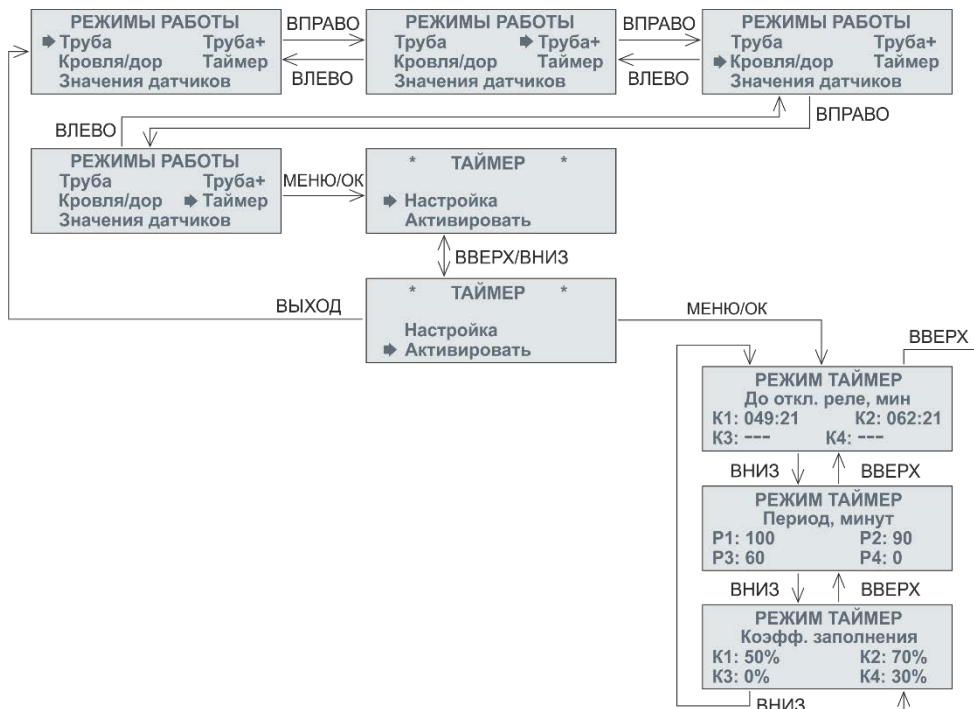 РЕЖИМЫ РАБОТЫ
Труба Труба+
Кровля/дор Таймер
Значения датчиков
ВПРАВО
ВЛЕВО
РЕЖИМЫ РАБОТЫ
Труба Труба+
Кровля/дор Таймер
Значения датчиков
ВПРАВО
ВЛЕВО
РЕЖИМЫ РАБОТЫ
Труба Труба+
Кровля/дор Таймер
Значения датчиков
ВЛЕВО
ВПРАВО
РЕЖИМЫ РАБОТЫ
Труба Труба+
Кровля/дор Таймер
Значения датчиков
МЕНЮ/ОК
* ТАЙМЕР *
Настройка
Активировать
ВВЕРХ/ВНИЗ
ВЫХОД
* ТАЙМЕР *
Настройка
Активировать
МЕНЮ/ОК
ВВЕРХ
РЕЖИМ ТАЙМЕР
До откл. реле, мин
К1: 049:21 К2: 062:21
К3: --- К4: ---
ВНИЗ ВВЕРХ
РЕЖИМ ТАЙМЕР
Период, минут
Р1: 100 Р2: 90
Р3: 60 Р4: 0
ВНИЗ ВВЕРХ
РЕЖИМ ТАЙМЕР
Коэфф. заполнения
К1: 50% К2: 70%
К3: 0% К4: 30%
ВНИЗ